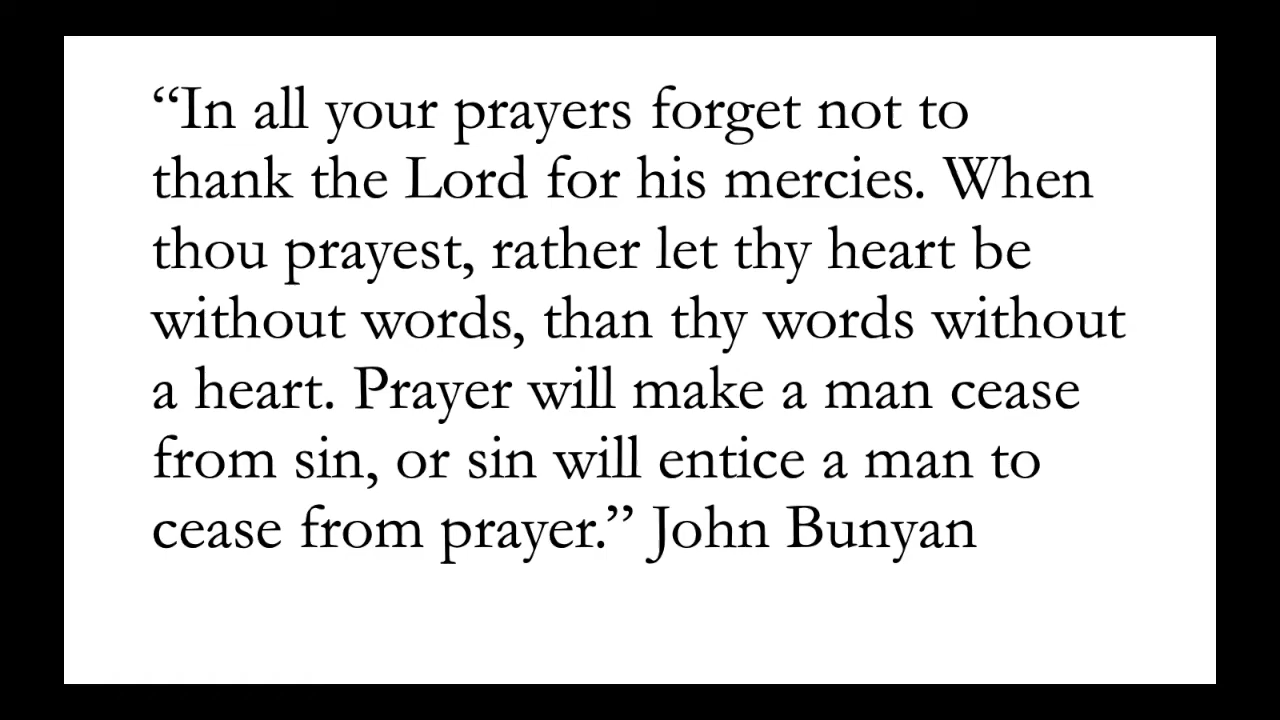 “In all your prayers forget not to
thank the Lord for his mercies. When
thou prayest, rather let thy heart be
without words, than thy words without
a heart. Prayer will make a man cease
from sin, or sin will entice a man to
cease from prayer.” John Bunyan